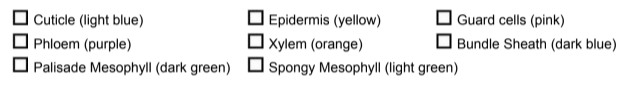 Cuticle (light blue) Epidermis (yellow) Guard cells (pink)
Phloem (purple) Xylem (orange) Bundle Sheath (dark blue)
Palisade Mesophyll (dark green) Spongy Mesophyll (light green)